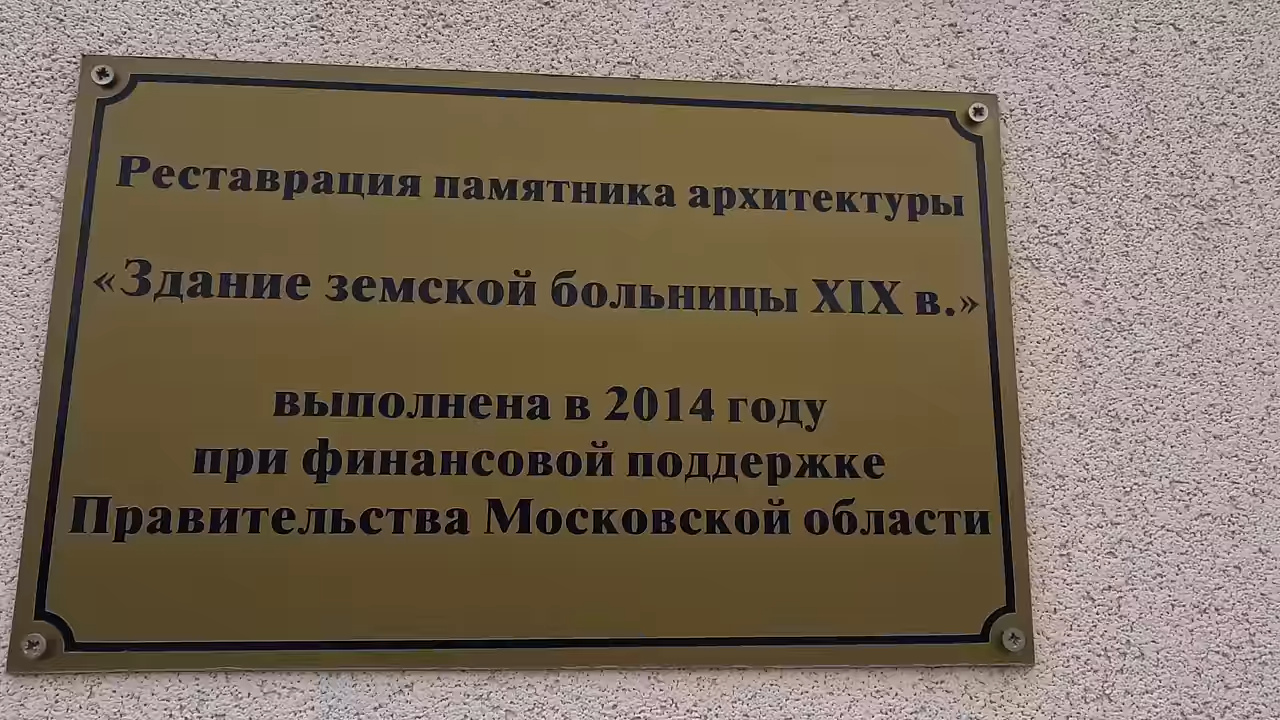 Реставрация памятника архитектуры
«Здание земской больницы XIX в.»
выполнена в 2014 году
при финансовой поддержке
Правительства Московской области